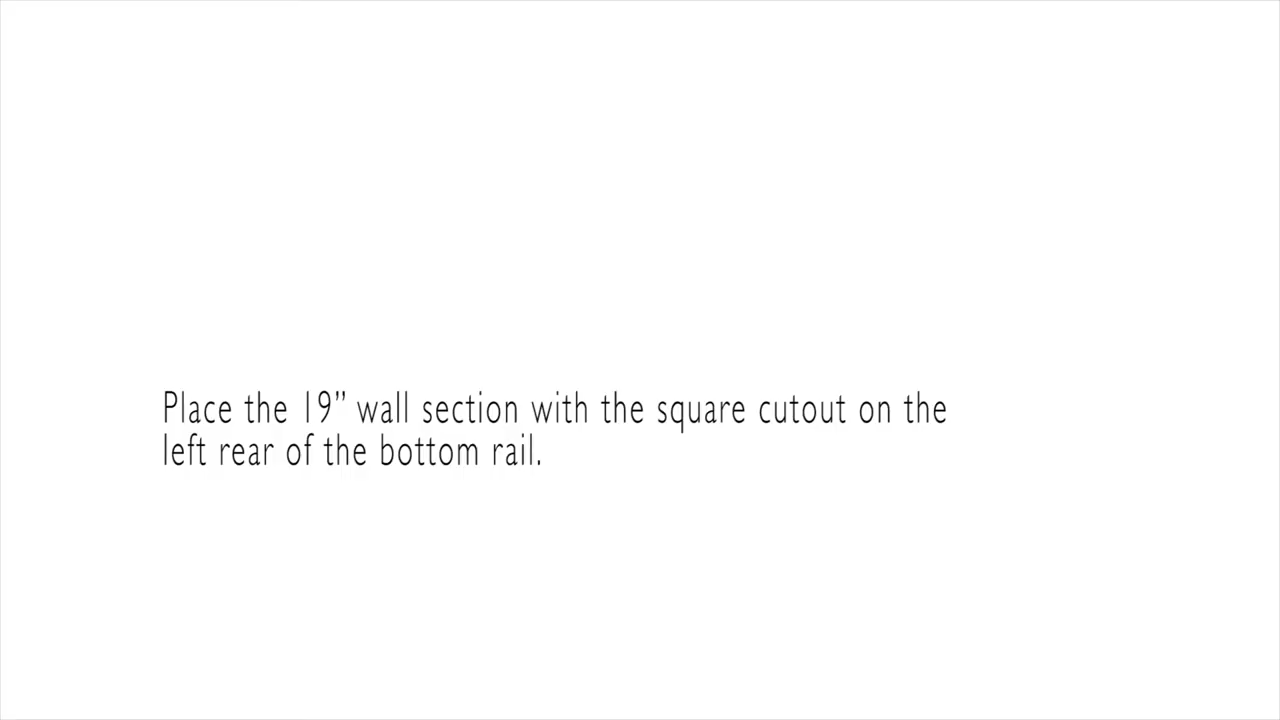 Place the 19” wall section with the square cutout on the
left rear of the bottom rail.